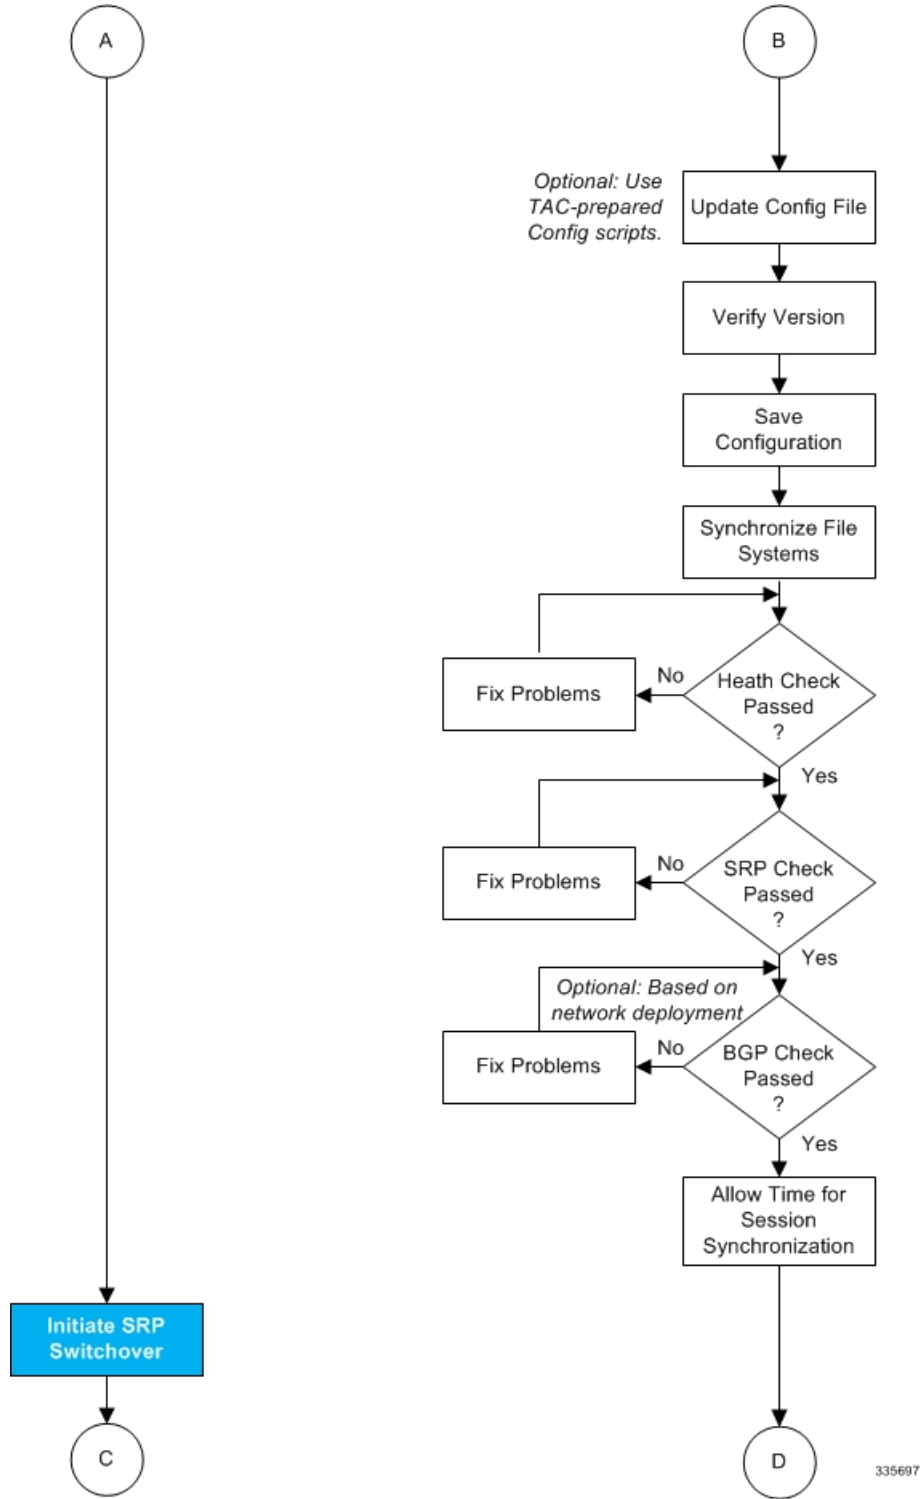 A
B
Optional: Use
TAC-prepared
Config scripts.
Update Config File
Verify Version
Save
Configuration
Synchronize File
Systems
Heath Check
Passed
?
No
Fix Problems
Yes
SRP Check
Passed
?
No
Fix Problems
Yes
Optional: Based on
network deployment
BGP Check
Passed
?
No
Fix Problems
Yes
Allow Time for
Session
Synchronization
Initiate SRP
Switchover
C
D
335697